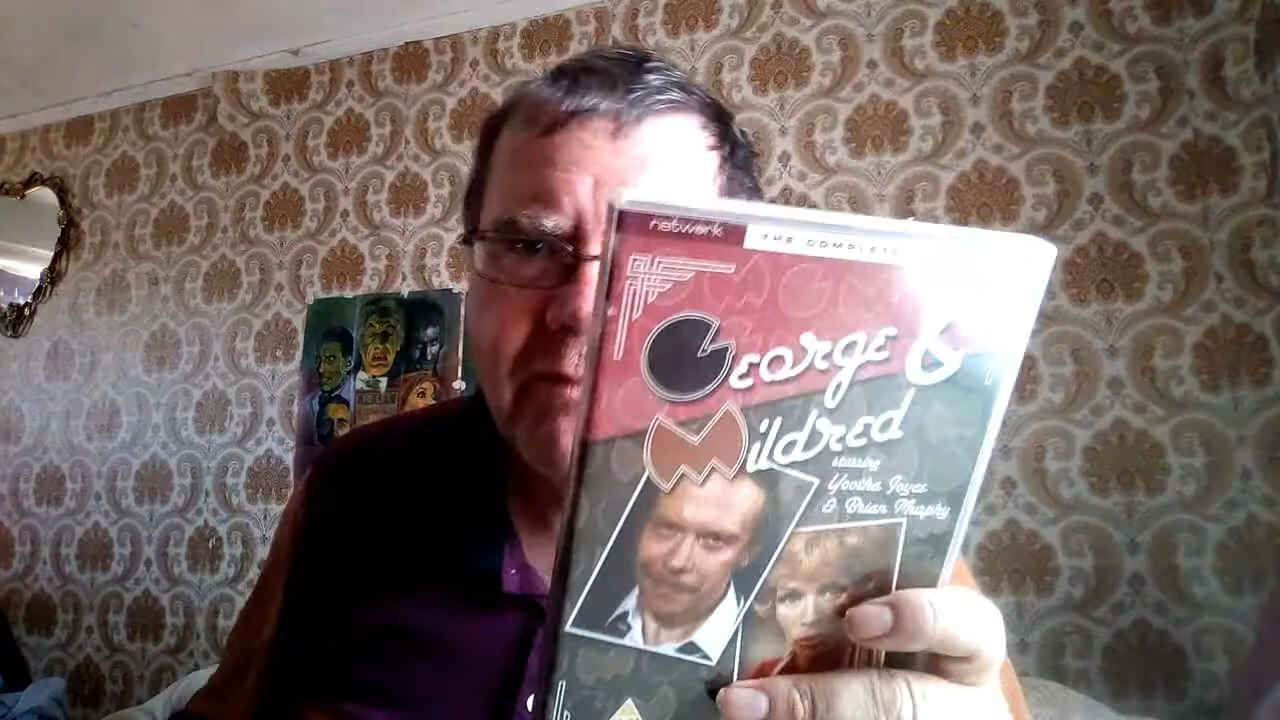 network
THE COMPLETE
George &
Mildred
starring
Yootha Joyce
& Brian Murphy